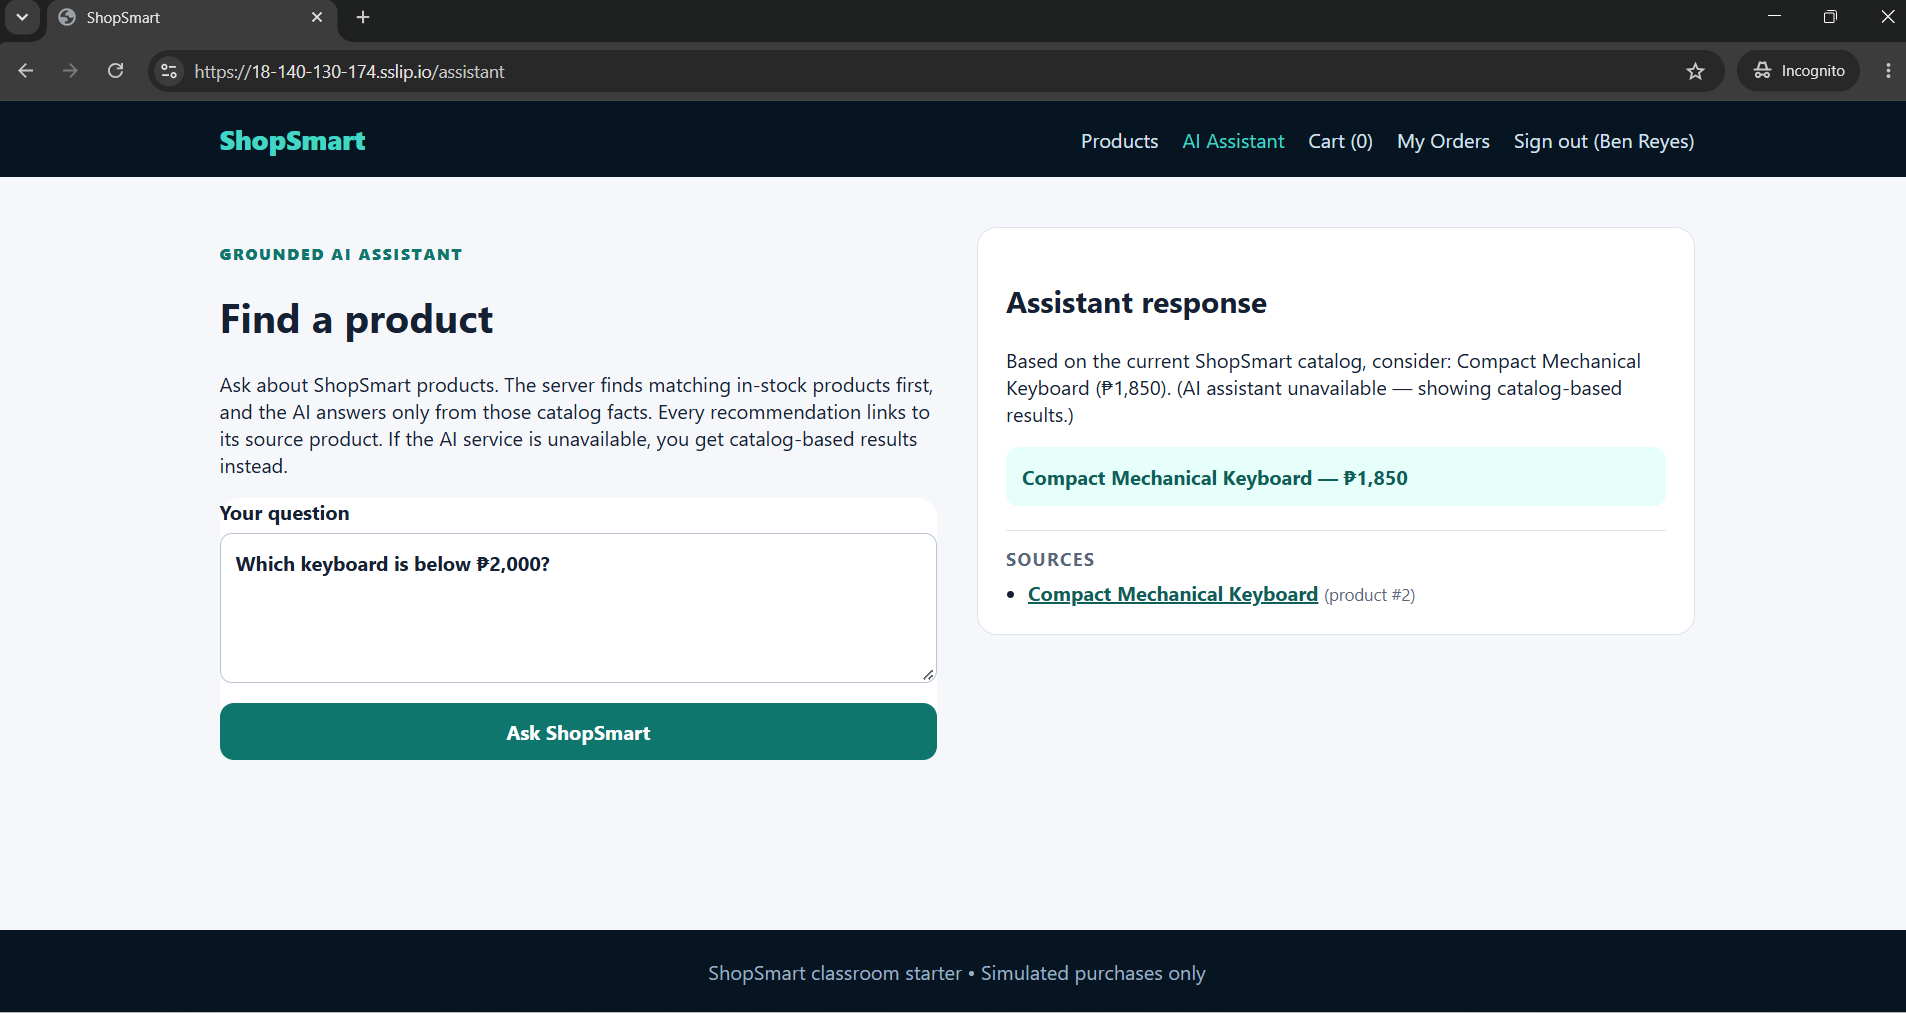 ShopSmart
https://18-140-130-174.sslip.io/assistant
Incognito
ShopSmart
Products AI Assistant Cart (0) My Orders Sign out (Ben Reyes)
GROUNDED AI ASSISTANT
Find a product
Ask about ShopSmart products. The server finds matching in-stock products first,
and the AI answers only from those catalog facts. Every recommendation links to
its source product. If the AI service is unavailable, you get catalog-based results
instead.
Your question
Which keyboard is below ₱2,000?
Ask ShopSmart
Assistant response
Based on the current ShopSmart catalog, consider: Compact Mechanical
Keyboard (₱1,850). (AI assistant unavailable — showing catalog-based
results.)
Compact Mechanical Keyboard — ₱1,850
SOURCES
• Compact Mechanical Keyboard (product #2)
ShopSmart classroom starter • Simulated purchases only